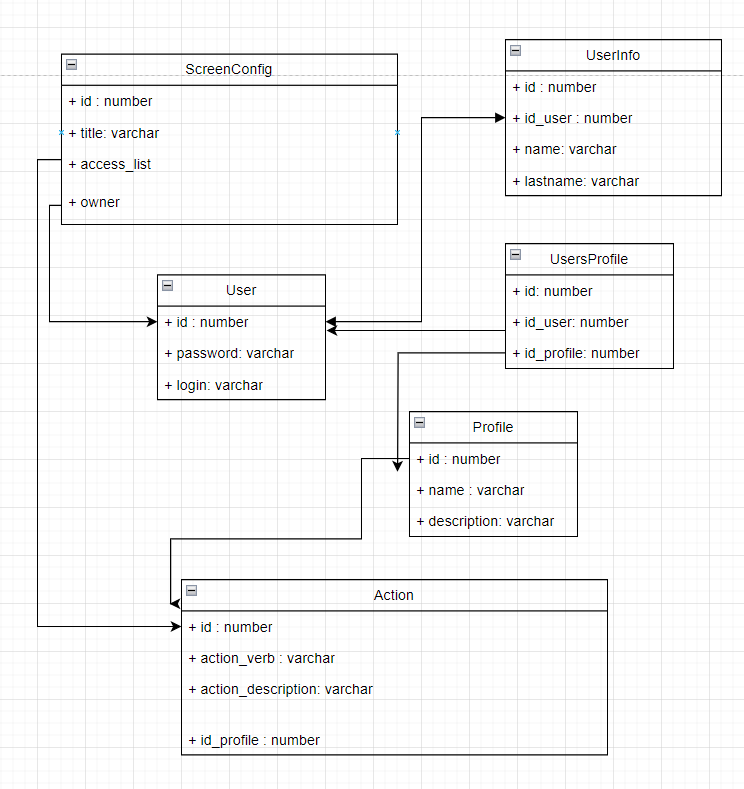 ScreenConfig
+ id : number
+ title: varchar
+ access_list
+ owner
UserInfo
+ id : number
+ id_user : number
+ name: varchar
+ lastname: varchar
User
+ id : number
+ password: varchar
+ login: varchar
UsersProfile
+ id: number
+ id_user: number
+ id_profile: number
Profile
+ id : number
+ name : varchar
+ description: varchar
Action
+ id : number
+ action_verb : varchar
+ action_description: varchar
+ id_profile : number